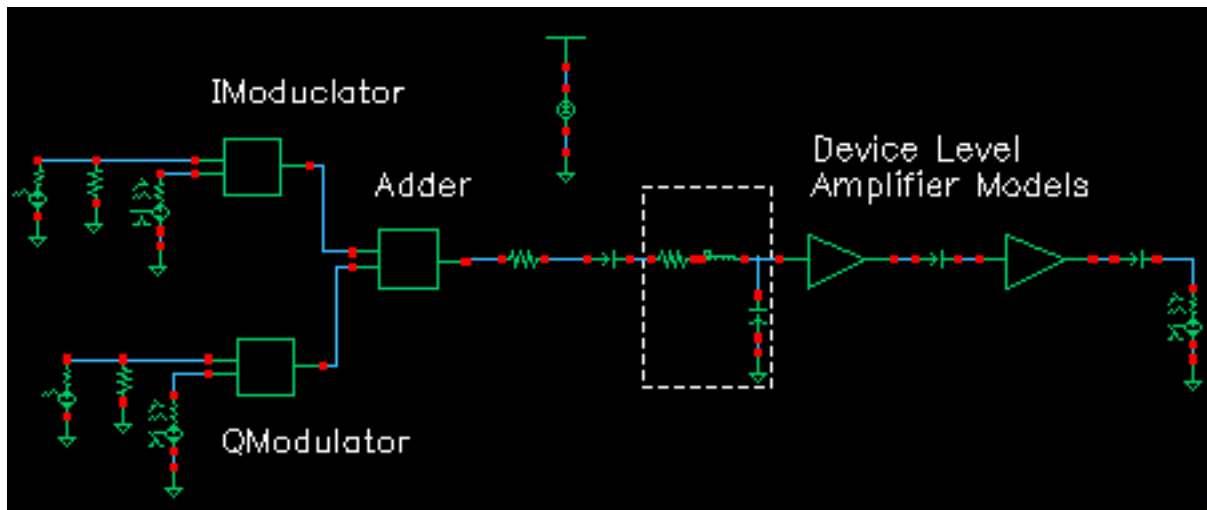 IModuclator
Adder
Device Level
Amplifier Models
QModulator